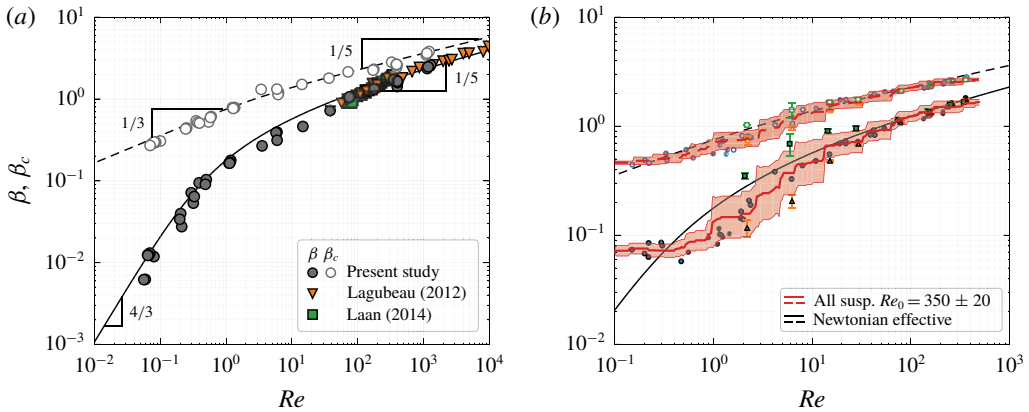 (a)
10^1
10^0
10^−1
10^−2
10^−3
β, β_c
1/3
1/5
1/5
4/3
β β_c
Present study
Lagubeau (2012)
Laan (2014)
10^−2 10^−1 10^0 10^1 10^2 10^3 10^4
Re
(b)
10^1
10^0
10^−1
10^−2
All susp. Re_0 = 350 ± 20
Newtonian effective
10^−1 10^0 10^1 10^2 10^3
Re